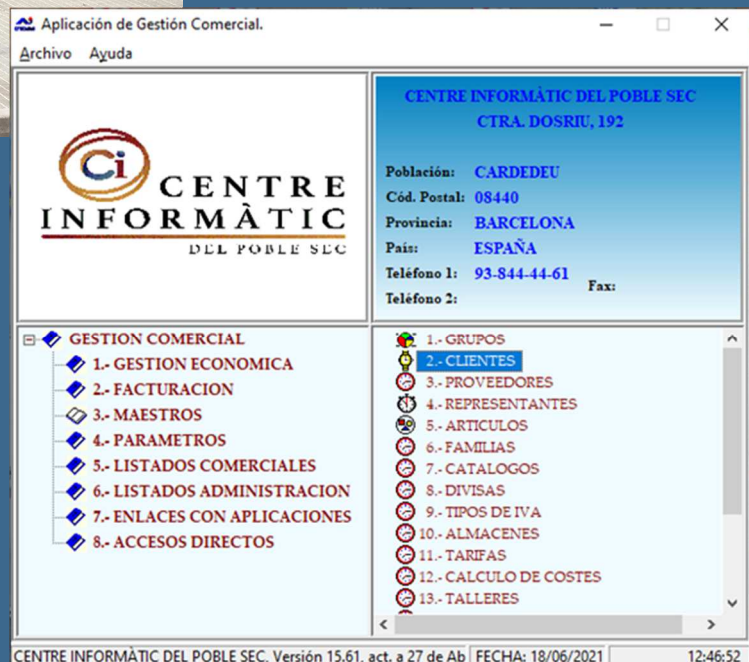 Aplicación de Gestión Comercial.
Archivo Ayuda
Ci CENTRE
INFORMÀTIC
DEL POBLE SEC
CENTRE INFORMÀTIC DEL POBLE SEC
CTRA. DOSRIU, 192
Población: CARDEDEU
Cód. Postal: 08440
Provincia: BARCELONA
País: ESPAÑA
Teléfono 1: 93-844-44-61
Fax:
Teléfono 2:
GESTION COMERCIAL
1.- GESTION ECONOMICA
2.- FACTURACION
3.- MAESTROS
4.- PARAMETROS
5.- LISTADOS COMERCIALES
6.- LISTADOS ADMINISTRACION
7.- ENLACES CON APLICACIONES
8.- ACCESOS DIRECTOS
1.- GRUPOS
2.- CLIENTES
3.- PROVEEDORES
4.- REPRESENTANTES
5.- ARTICULOS
6.- FAMILIAS
7.- CATALOGOS
8.- DIVISAS
9.- TIPOS DE IVA
10.- ALMACENES
11.- TARIFAS
12.- CALCULO DE COSTES
13.- TALLERES
CENTRE INFORMÀTIC DEL POBLE SEC. Versión 15.61. act. a 27 de Ab FECHA: 18/06/2021 12:46:52